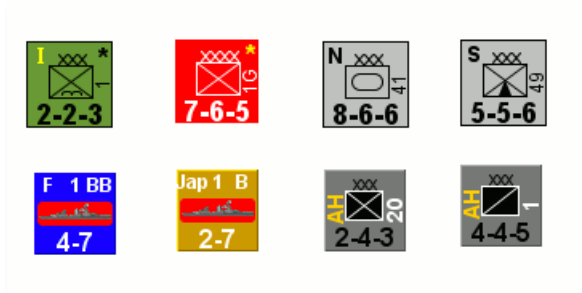 I XXX * 1
2-2-3
XXXX * 1G
7-6-5
N XXX 41
8-6-6
S XXX 49
5-5-6
F 1 BB
4-7
Jap 1 B
2-7
XXX AH 20
2-4-3
XXX AH 1
4-4-5